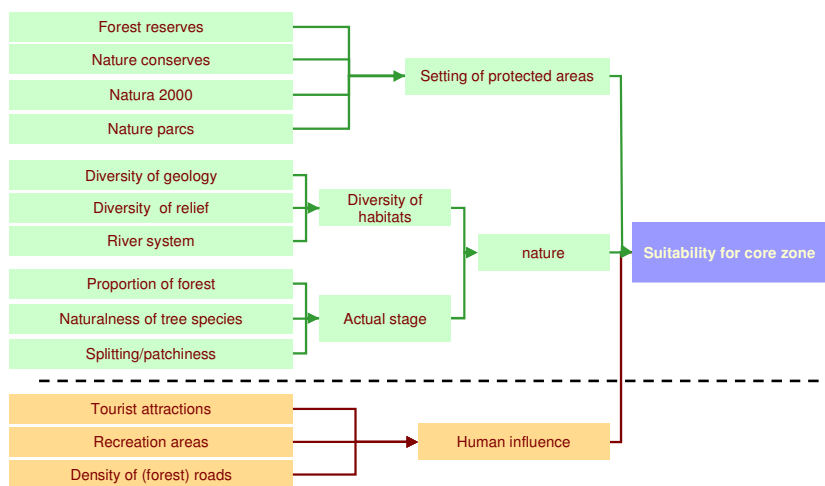 Forest reserves
Nature conserves
Natura 2000
Nature parcs
Setting of protected areas
Diversity of geology
Diversity of relief
River system
Diversity of
habitats
nature
Suitability for core zone
Proportion of forest
Naturalness of tree species
Splitting/patchiness
Actual stage
Tourist attractions
Recreation areas
Density of (forest) roads
Human influence